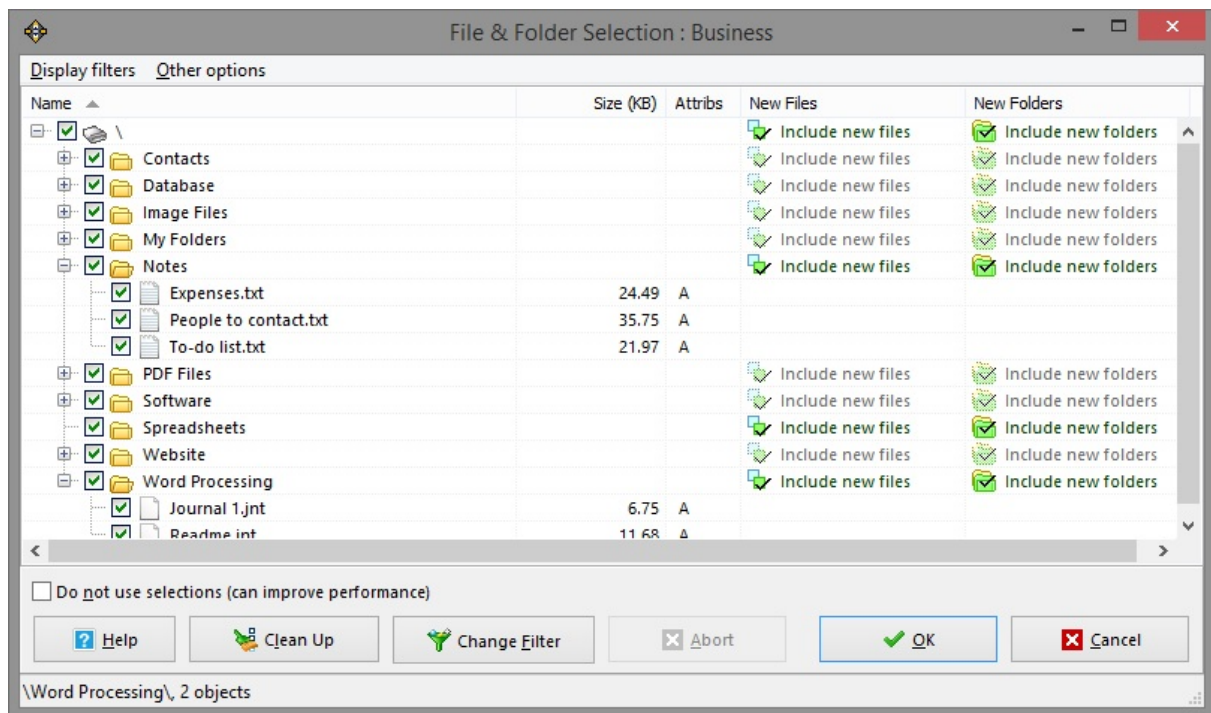 File & Folder Selection : Business
Display filters Other options
Name Size (KB) Attribs New Files New Folders
\ Include new files Include new folders
Contacts Include new files Include new folders
Database Include new files Include new folders
Image Files Include new files Include new folders
My Folders Include new files Include new folders
Notes Include new files Include new folders
Expenses.txt 24.49 A
People to contact.txt 35.75 A
To-do list.txt 21.97 A
PDF Files Include new files Include new folders
Software Include new files Include new folders
Spreadsheets Include new files Include new folders
Website Include new files Include new folders
Word Processing Include new files Include new folders
Journal 1.jnt 6.75 A
Readme.jnt 11.68 A
Do not use selections (can improve performance)
Help Clean Up Change Filter Abort OK Cancel
\Word Processing\, 2 objects